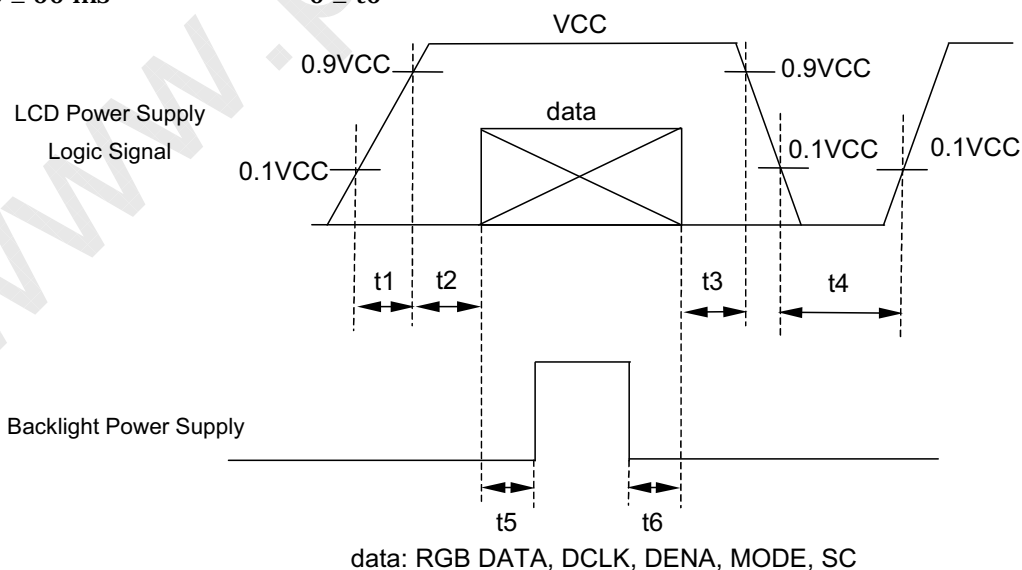 VCC
0.9VCC
0.9VCC
LCD Power Supply
Logic Signal
data
0.1VCC
0.1VCC
0.1VCC
t1
t2
t3
t4
Backlight Power Supply
t5
t6
data: RGB DATA, DCLK, DENA, MODE, SC